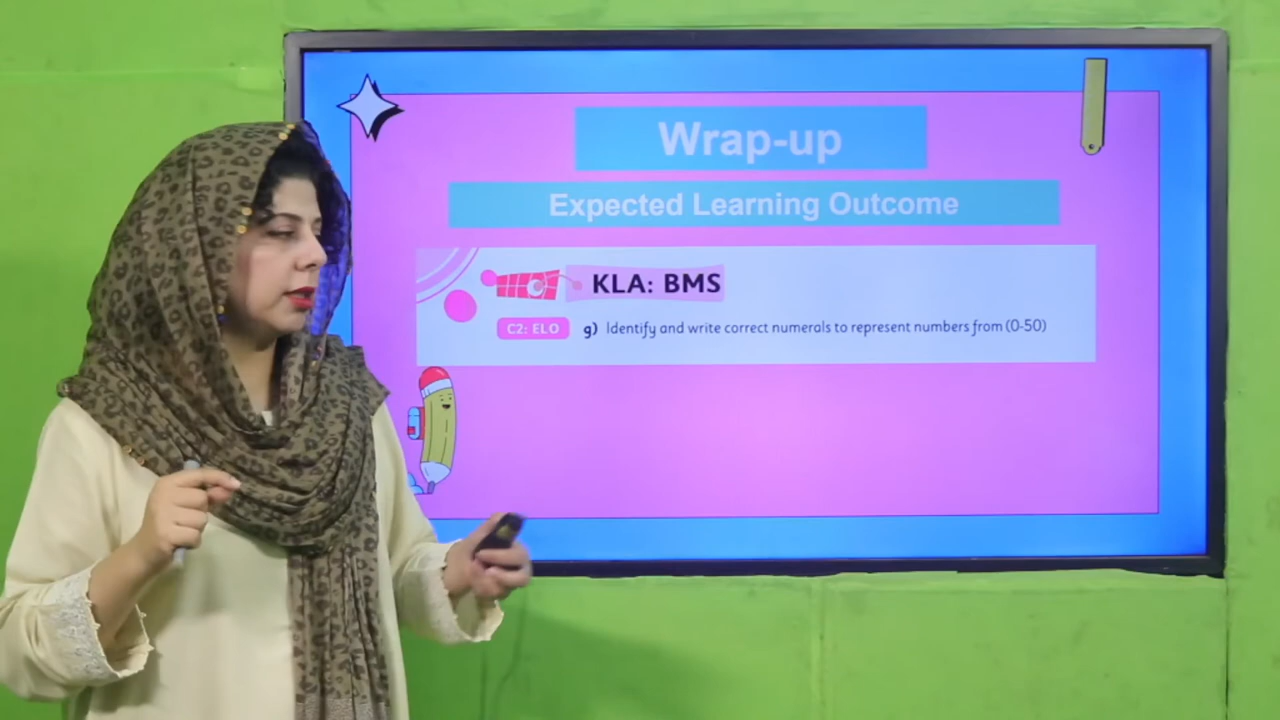 Wrap-up
Expected Learning Outcome
KLA: BMS
C2: ELO g) Identify and write correct numerals to represent numbers from (0-50)